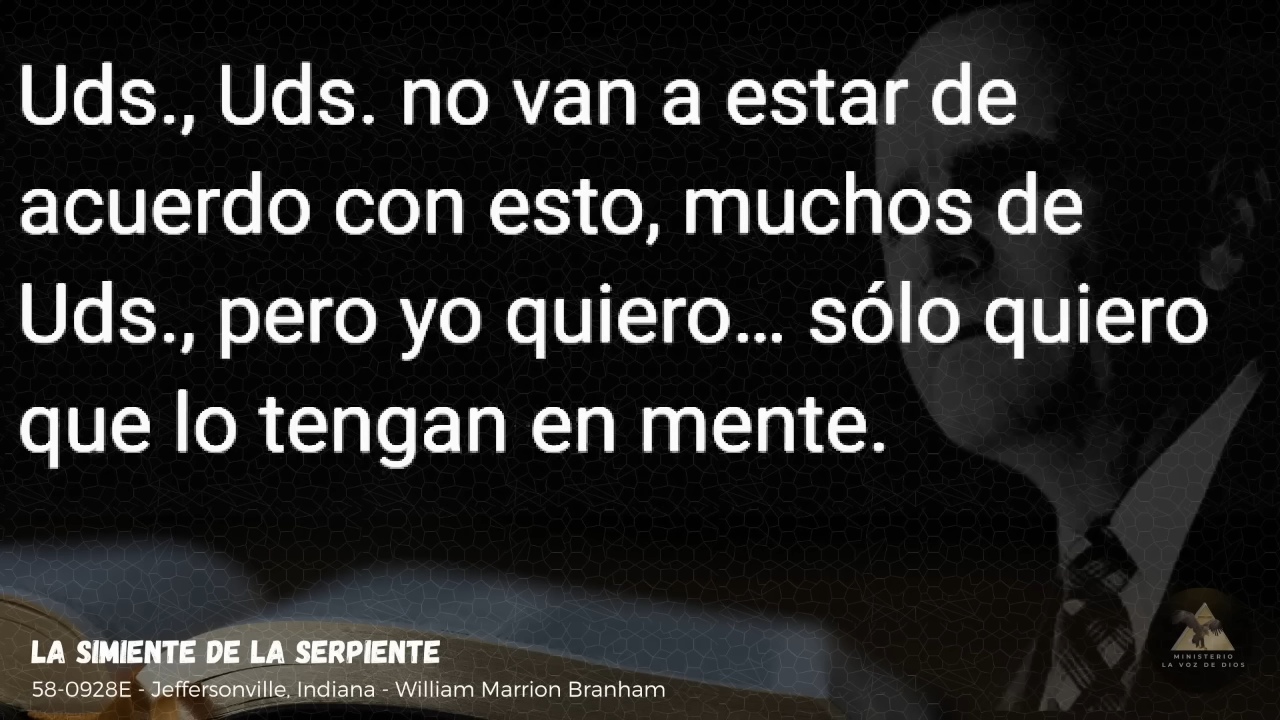 Uds., Uds. no van a estar de
acuerdo con esto, muchos de
Uds., pero yo quiero… sólo quiero
que lo tengan en mente.
LA SIMIENTE DE LA SERPIENTE
58-0928E - Jeffersonville, Indiana - William Marrion Branham
MINISTERIO
LA VOZ DE DIOS